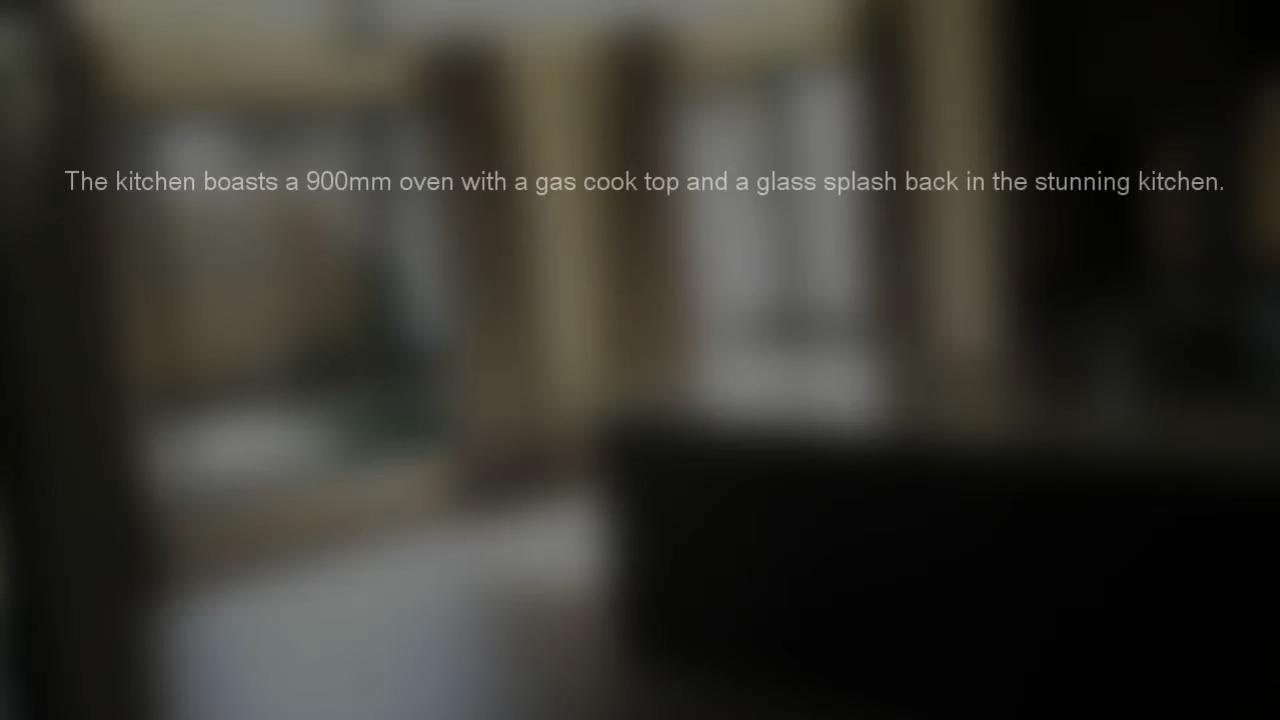 The kitchen boasts a 900mm oven with a gas cook top and a glass splash back in the stunning kitchen.